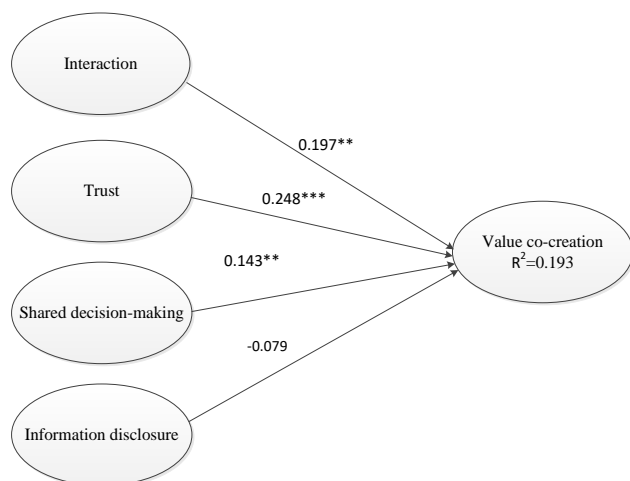 Interaction
0.197**
Trust
0.248***
Value co-creation
R²=0.193
0.143**
Shared decision-making
-0.079
Information disclosure